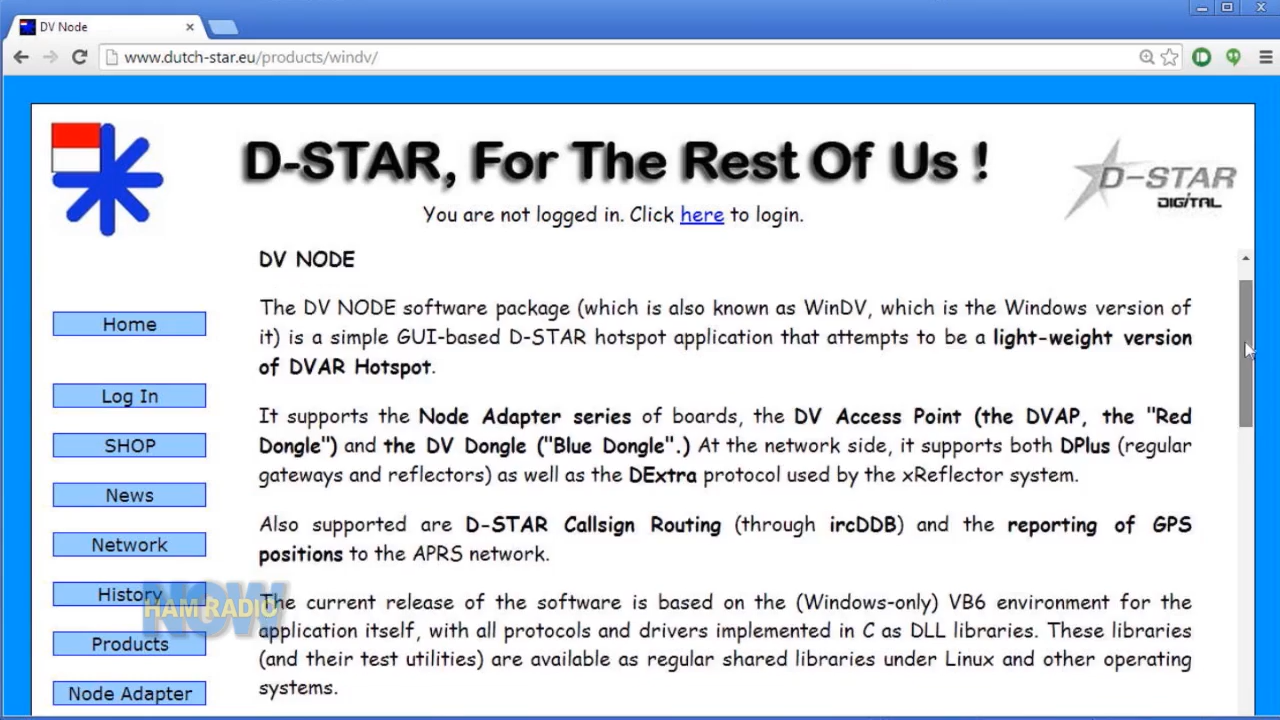 DV Node
www.dutch-star.eu/products/windv/
D-STAR, For The Rest Of Us !
D-STAR
DIGITAL
You are not logged in. Click here to login.
DV NODE
The DV NODE software package (which is also known as WinDV, which is the Windows version of
it) is a simple GUI-based D-STAR hotspot application that attempts to be a light-weight version
of DVAR Hotspot.
It supports the Node Adapter series of boards, the DV Access Point (the DVAP, the "Red
Dongle") and the DV Dongle ("Blue Dongle".) At the network side, it supports both DPlus (regular
gateways and reflectors) as well as the DExtra protocol used by the xReflector system.
Also supported are D-STAR Callsign Routing (through ircDDB) and the reporting of GPS
positions to the APRS network.
The current release of the software is based on the (Windows-only) VB6 environment for the
application itself, with all protocols and drivers implemented in C as DLL libraries. These libraries
(and their test utilities) are available as regular shared libraries under Linux and other operating
systems.
Home
Log In
SHOP
News
Network
History
Products
Node Adapter
NOW
HAM RADIO